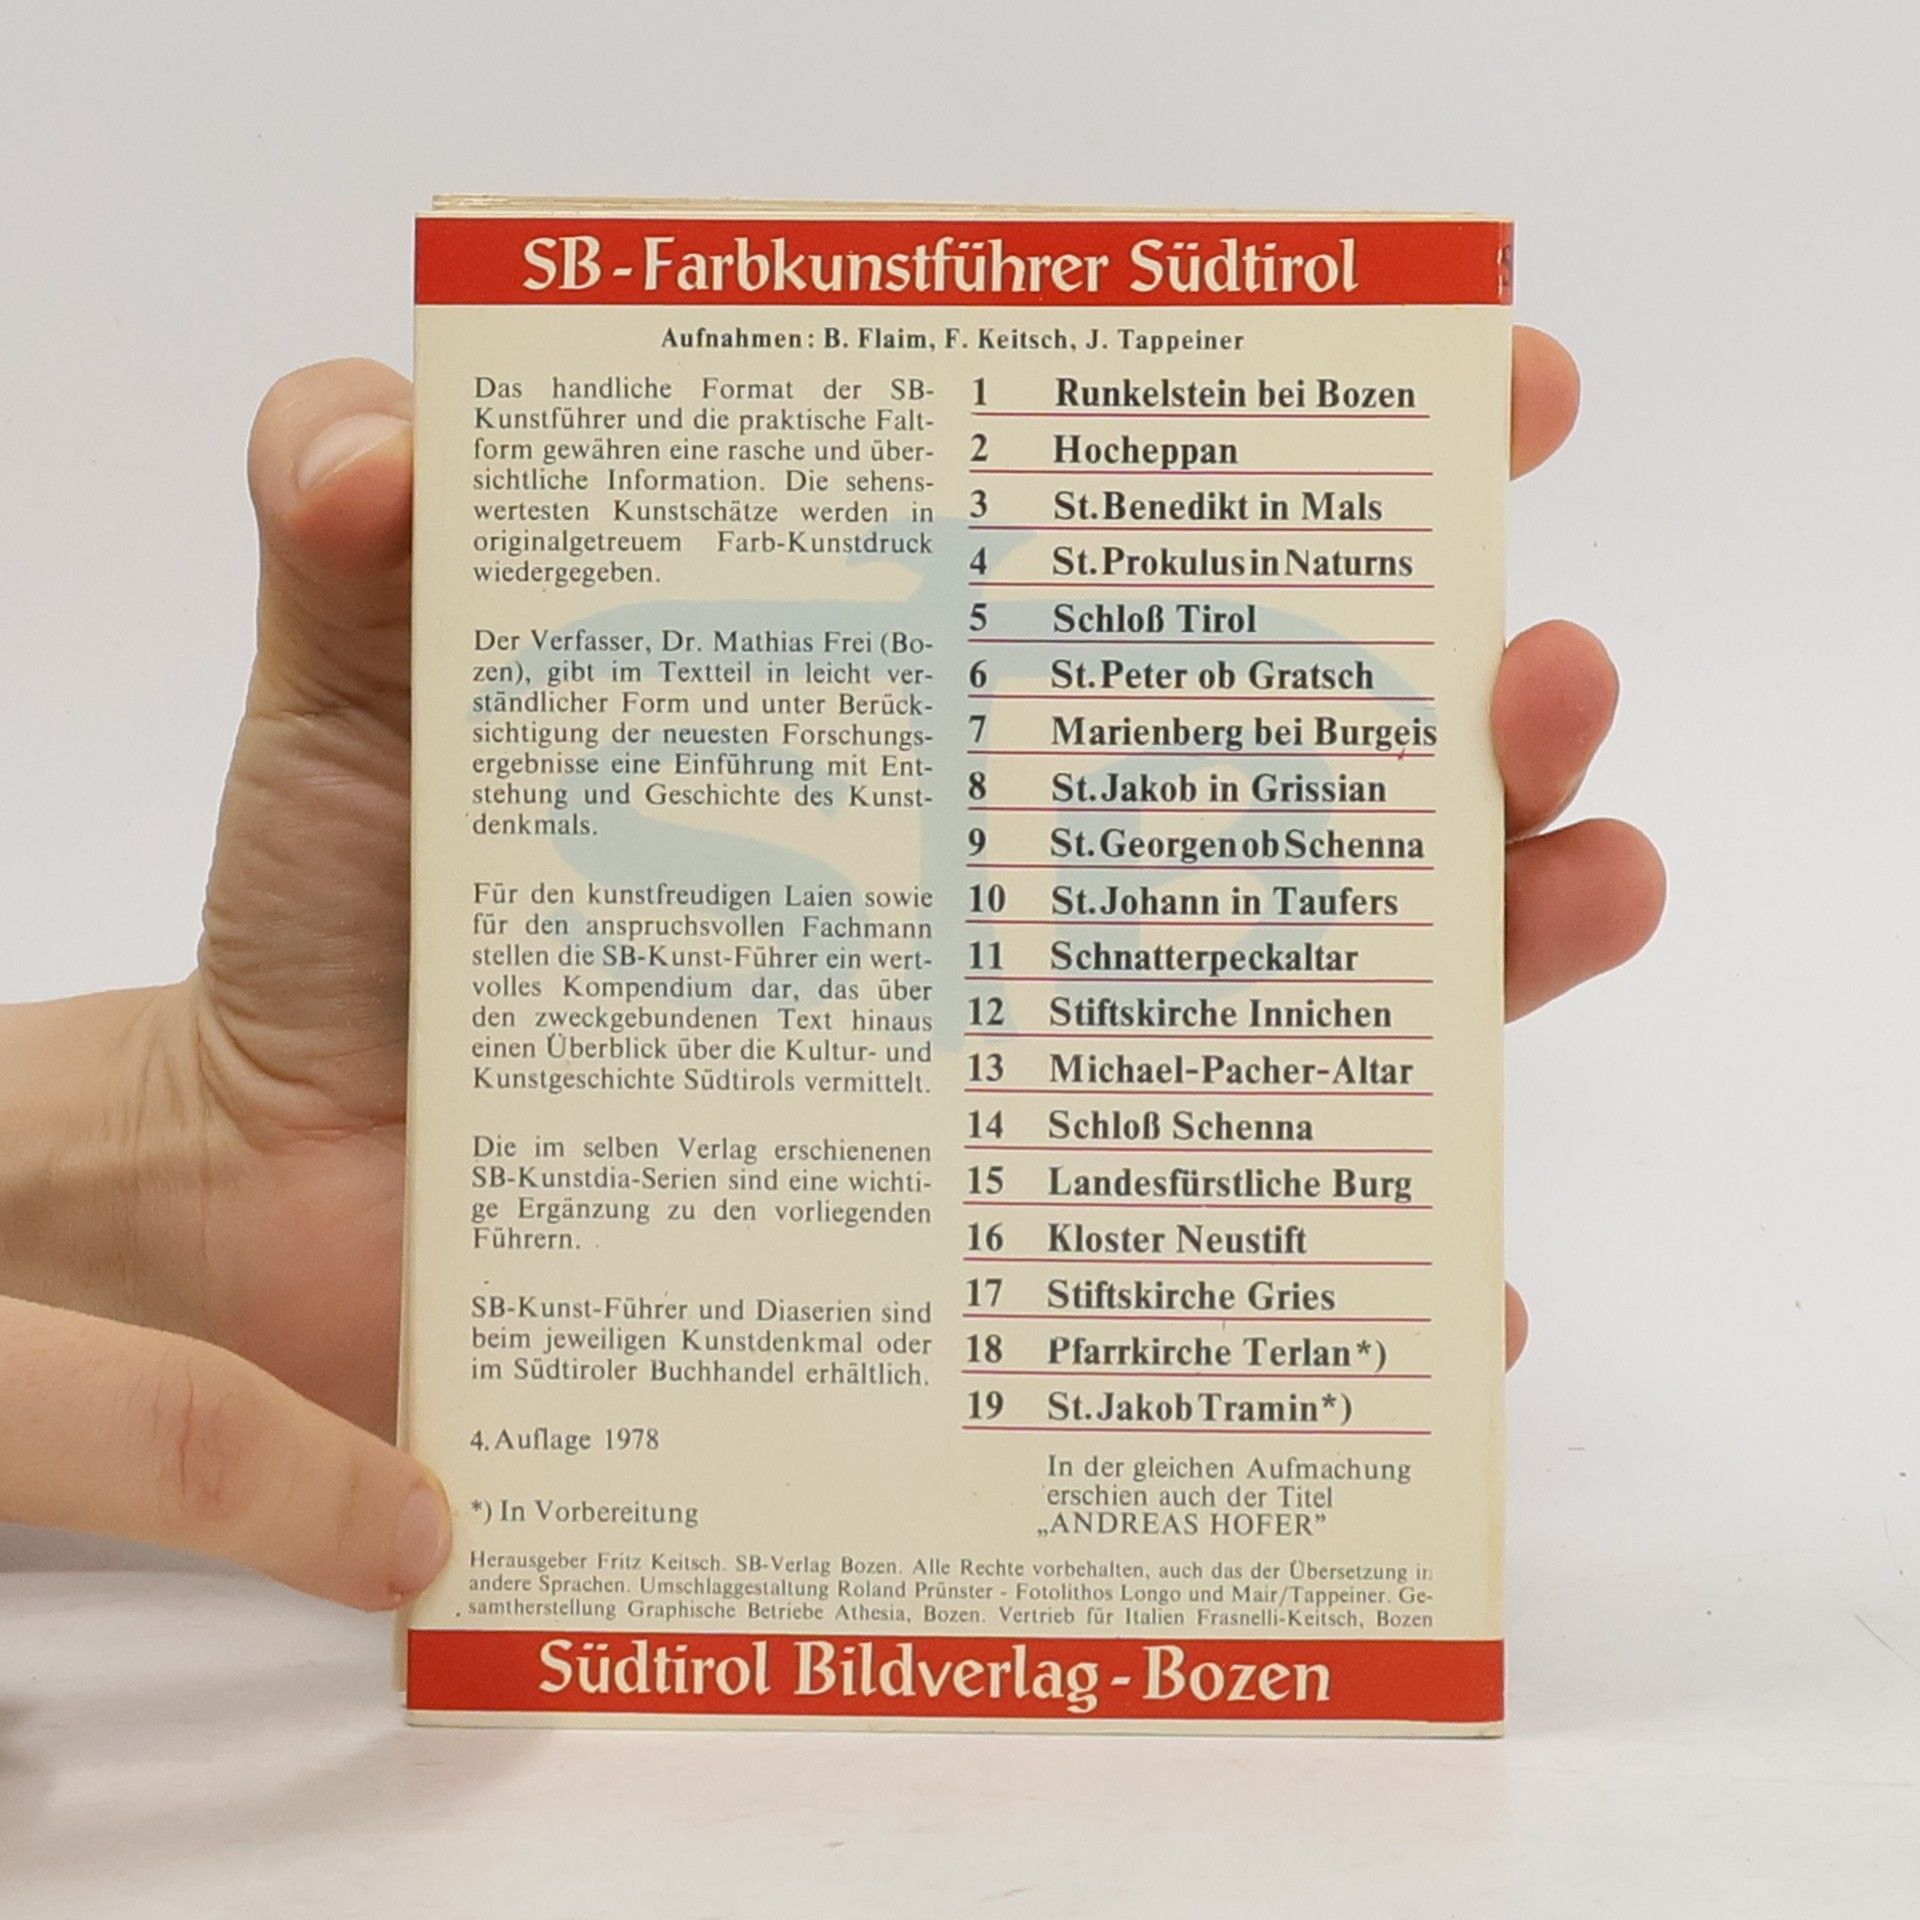 SB-Farbkunstführer Südtirol
Aufnahmen: B. Flaim, F. Keitsch, J. Tappeiner
Das handliche Format der SB-
Kunstführer und die praktische Falt-
form gewähren eine rasche und über-
sichtliche Information. Die sehens-
wertesten Kunstschätze werden in
originalgetreuem Farb-Kunstdruck
wiedergegeben.
Der Verfasser, Dr. Mathias Frei (Bo-
zen), gibt im Textteil in leicht ver-
ständlicher Form und unter Berück-
sichtigung der neuesten Forschungs-
ergebnisse eine Einführung mit Ent-
stehung und Geschichte des Kunst-
denkmals.
Für den kunstfreudigen Laien sowie
für den anspruchsvollen Fachmann
stellen die SB-Kunst-Führer ein wert-
volles Kompendium dar, das über
den zweckgebundenen Text hinaus
einen Überblick über die Kultur- und
Kunstgeschichte Südtirols vermittelt.
Die im selben Verlag erschienenen
SB-Kunstdia-Serien sind eine wichti-
ge Ergänzung zu den vorliegenden
Führern.
SB-Kunst-Führer und Diaserien sind
beim jeweiligen Kunstdenkmal oder
im Südtiroler Buchhandel erhältlich.
4. Auflage 1978
*) In Vorbereitung
1 Runkelstein bei Bozen
2 Hocheppan
3 St. Benedikt in Mals
4 St. Prokulus in Naturns
5 Schloß Tirol
6 St. Peter ob Gratsch
7 Marienberg bei Burgeis
8 St. Jakob in Grissian
9 St. Georgen ob Schenna
10 St. Johann in Taufers
11 Schnatterpeckaltar
12 Stiftskirche Innichen
13 Michael-Pacher-Altar
14 Schloß Schenna
15 Landesfürstliche Burg
16 Kloster Neustift
17 Stiftskirche Gries
18 Pfarrkirche Terlan*)
19 St. Jakob Tramin*)
In der gleichen Aufmachung
erschien auch der Titel
„ANDREAS HOFER”
Herausgeber Fritz Keitsch. SB-Verlag Bozen. Alle Rechte vorbehalten, auch das der Übersetzung in
andere Sprachen. Umschlaggestaltung Roland Prünster - Fotolithos Longo und Mair/Tappeiner. Ge-
samtherstellung Graphische Betriebe Athesia, Bozen. Vertrieb für Italien Frasnelli-Keitsch, Bozen
Südtirol Bildverlag - Bozen